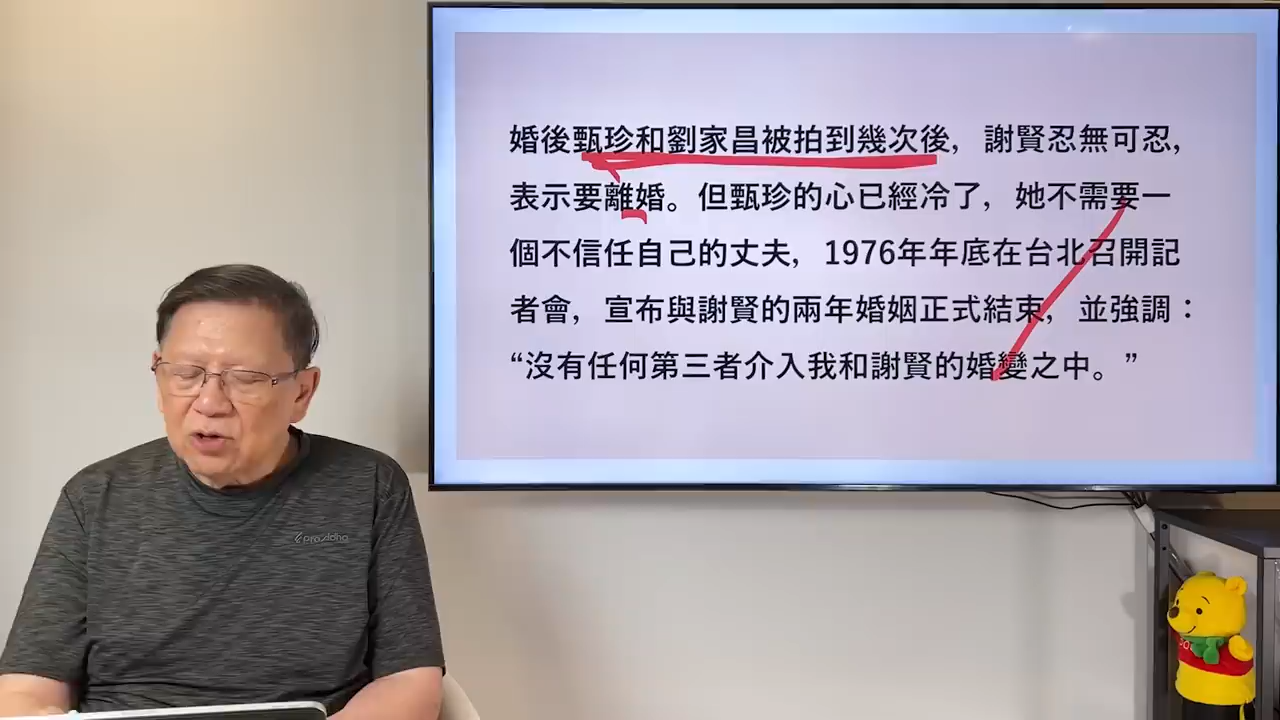 婚後甄珍和劉家昌被拍到幾次後，謝賢忍無可忍，
表示要離婚。但甄珍的心已經冷了，她不需要一
個不信任自己的丈夫，1976年年底在台北召開記
者會，宣布與謝賢的兩年婚姻正式結束，並強調：
“沒有任何第三者介入我和謝賢的婚變之中。”